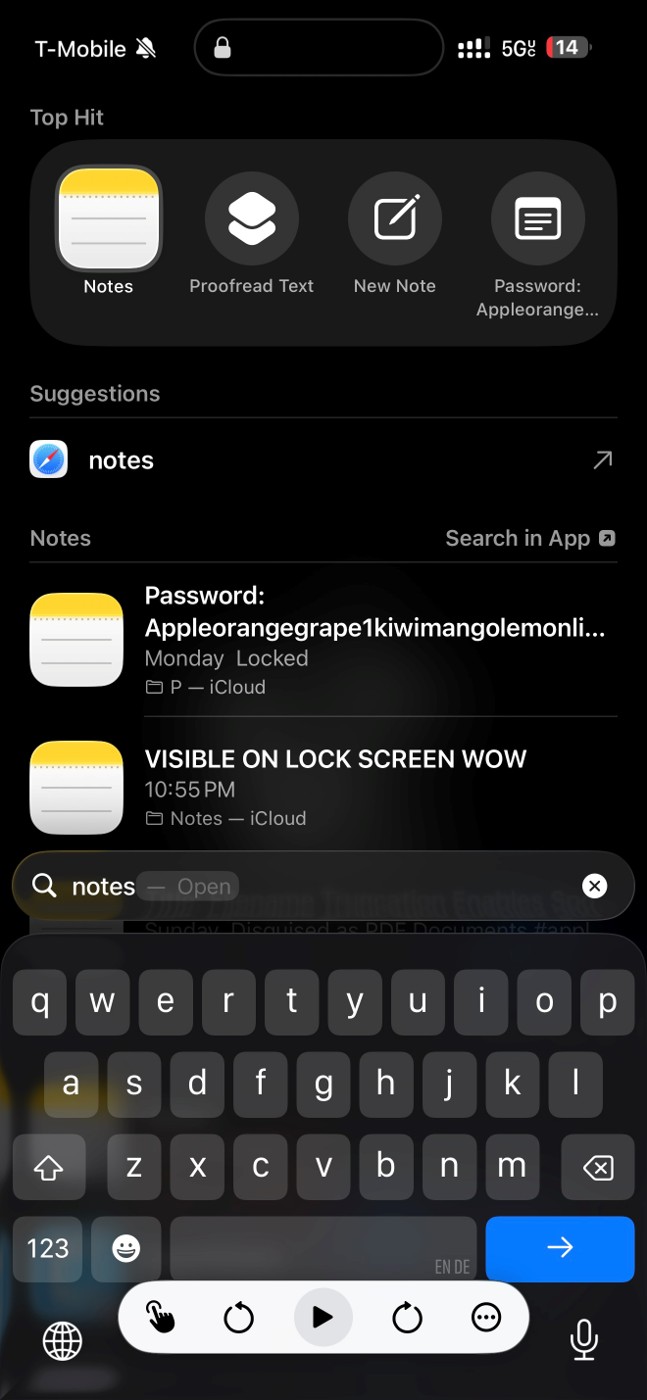 T-Mobile 5GUC 14
Top Hit
Notes
Proofread Text
New Note
Password:
Appleorange...
Suggestions
notes
Notes Search in App
Password:
Appleorangegrape1kiwimangolemonli...
Monday Locked
P — iCloud
VISIBLE ON LOCK SCREEN WOW
10:55 PM
Notes — iCloud
notes — Open
Sunday Disguised as PDF Documents #appl
q w e r t y u i o p
a s d f g h j k l
z x c v b n m
123
EN DE